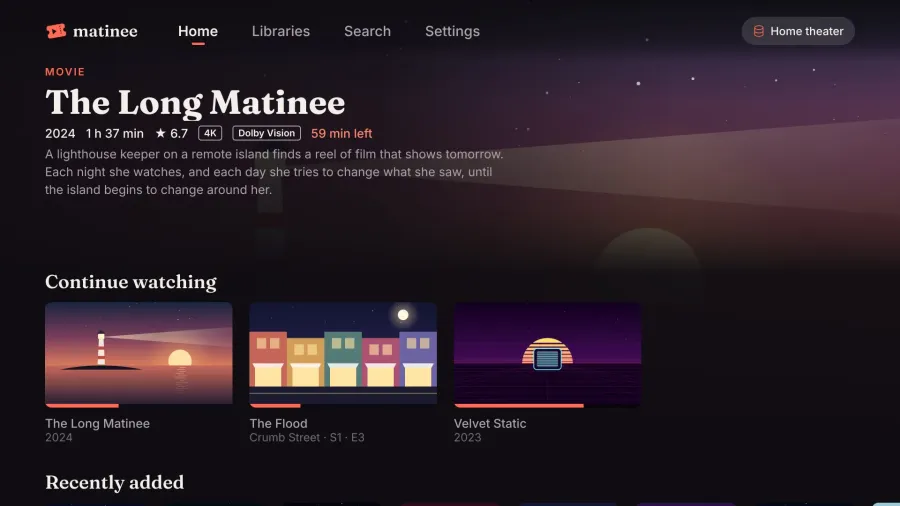 matinee
Home
Libraries
Search
Settings
Home theater
MOVIE
The Long Matinee
2024 1 h 37 min ★ 6.7 4K Dolby Vision 59 min left
A lighthouse keeper on a remote island finds a reel of film that shows tomorrow.
Each night she watches, and each day she tries to change what she saw, until
the island begins to change around her.
Continue watching
The Long Matinee
2024
The Flood
Crumb Street · S1 · E3
Velvet Static
2023
Recently added